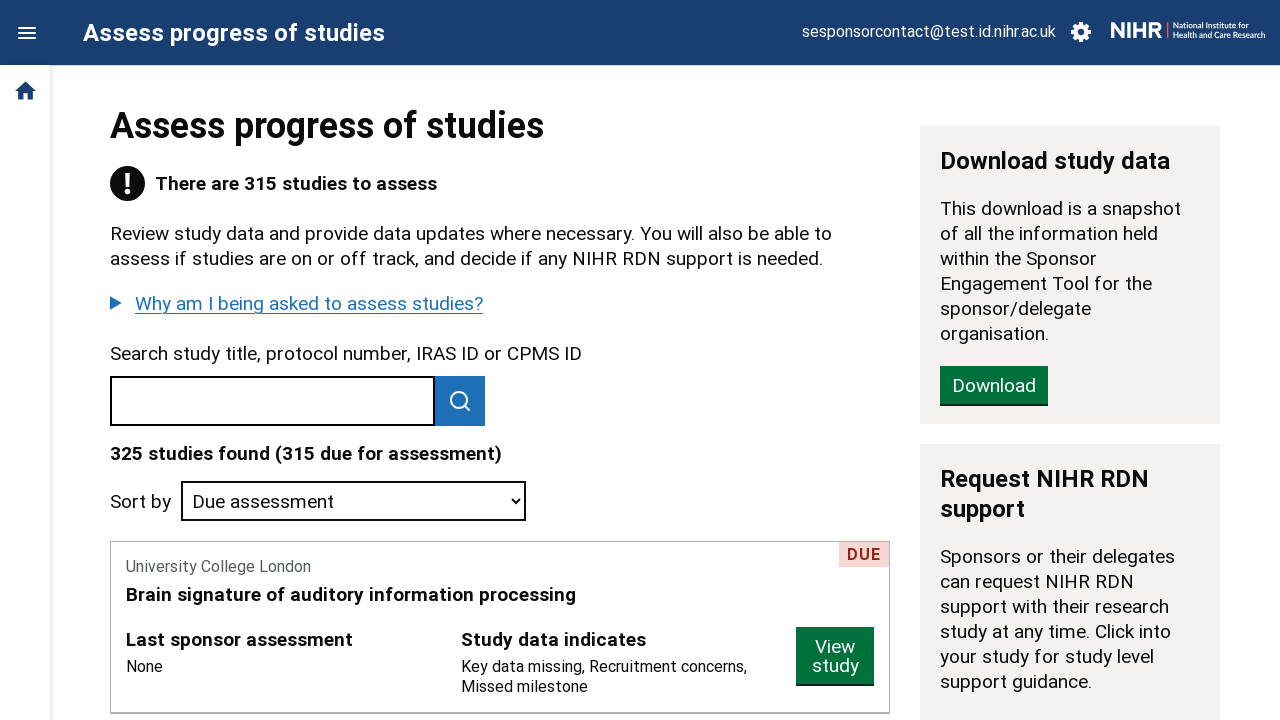 Assess progress of studies
sesponsorcontact@test.id.nihr.ac.uk
NIHR | National Institute for
Health and Care Research
Assess progress of studies
There are 315 studies to assess
Review study data and provide data updates where necessary. You will also be able to
assess if studies are on or off track, and decide if any NIHR RDN support is needed.
Why am I being asked to assess studies?
Search study title, protocol number, IRAS ID or CPMS ID
325 studies found (315 due for assessment)
Sort by
Due assessment
DUE
University College London
Brain signature of auditory information processing
Last sponsor assessment
None
Study data indicates
Key data missing, Recruitment concerns,
Missed milestone
View
study
Download study data
This download is a snapshot
of all the information held
within the Sponsor
Engagement Tool for the
sponsor/delegate
organisation.
Download
Request NIHR RDN
support
Sponsors or their delegates
can request NIHR RDN
support with their research
study at any time. Click into
your study for study level
support guidance.